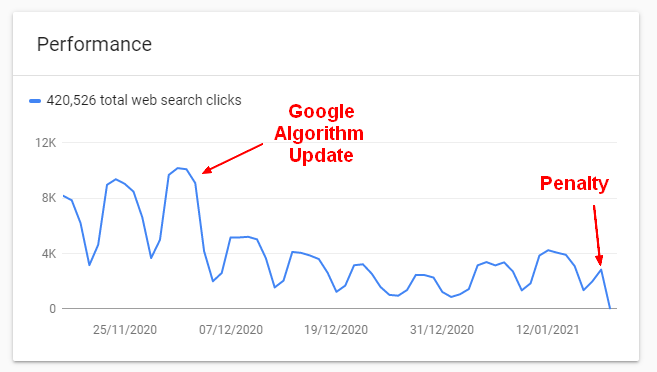 Performance
420,526 total web search clicks
Google
Algorithm
Update
12K
Penalty
8K
4K
0
25/11/2020 07/12/2020 19/12/2020 31/12/2020 12/01/2021